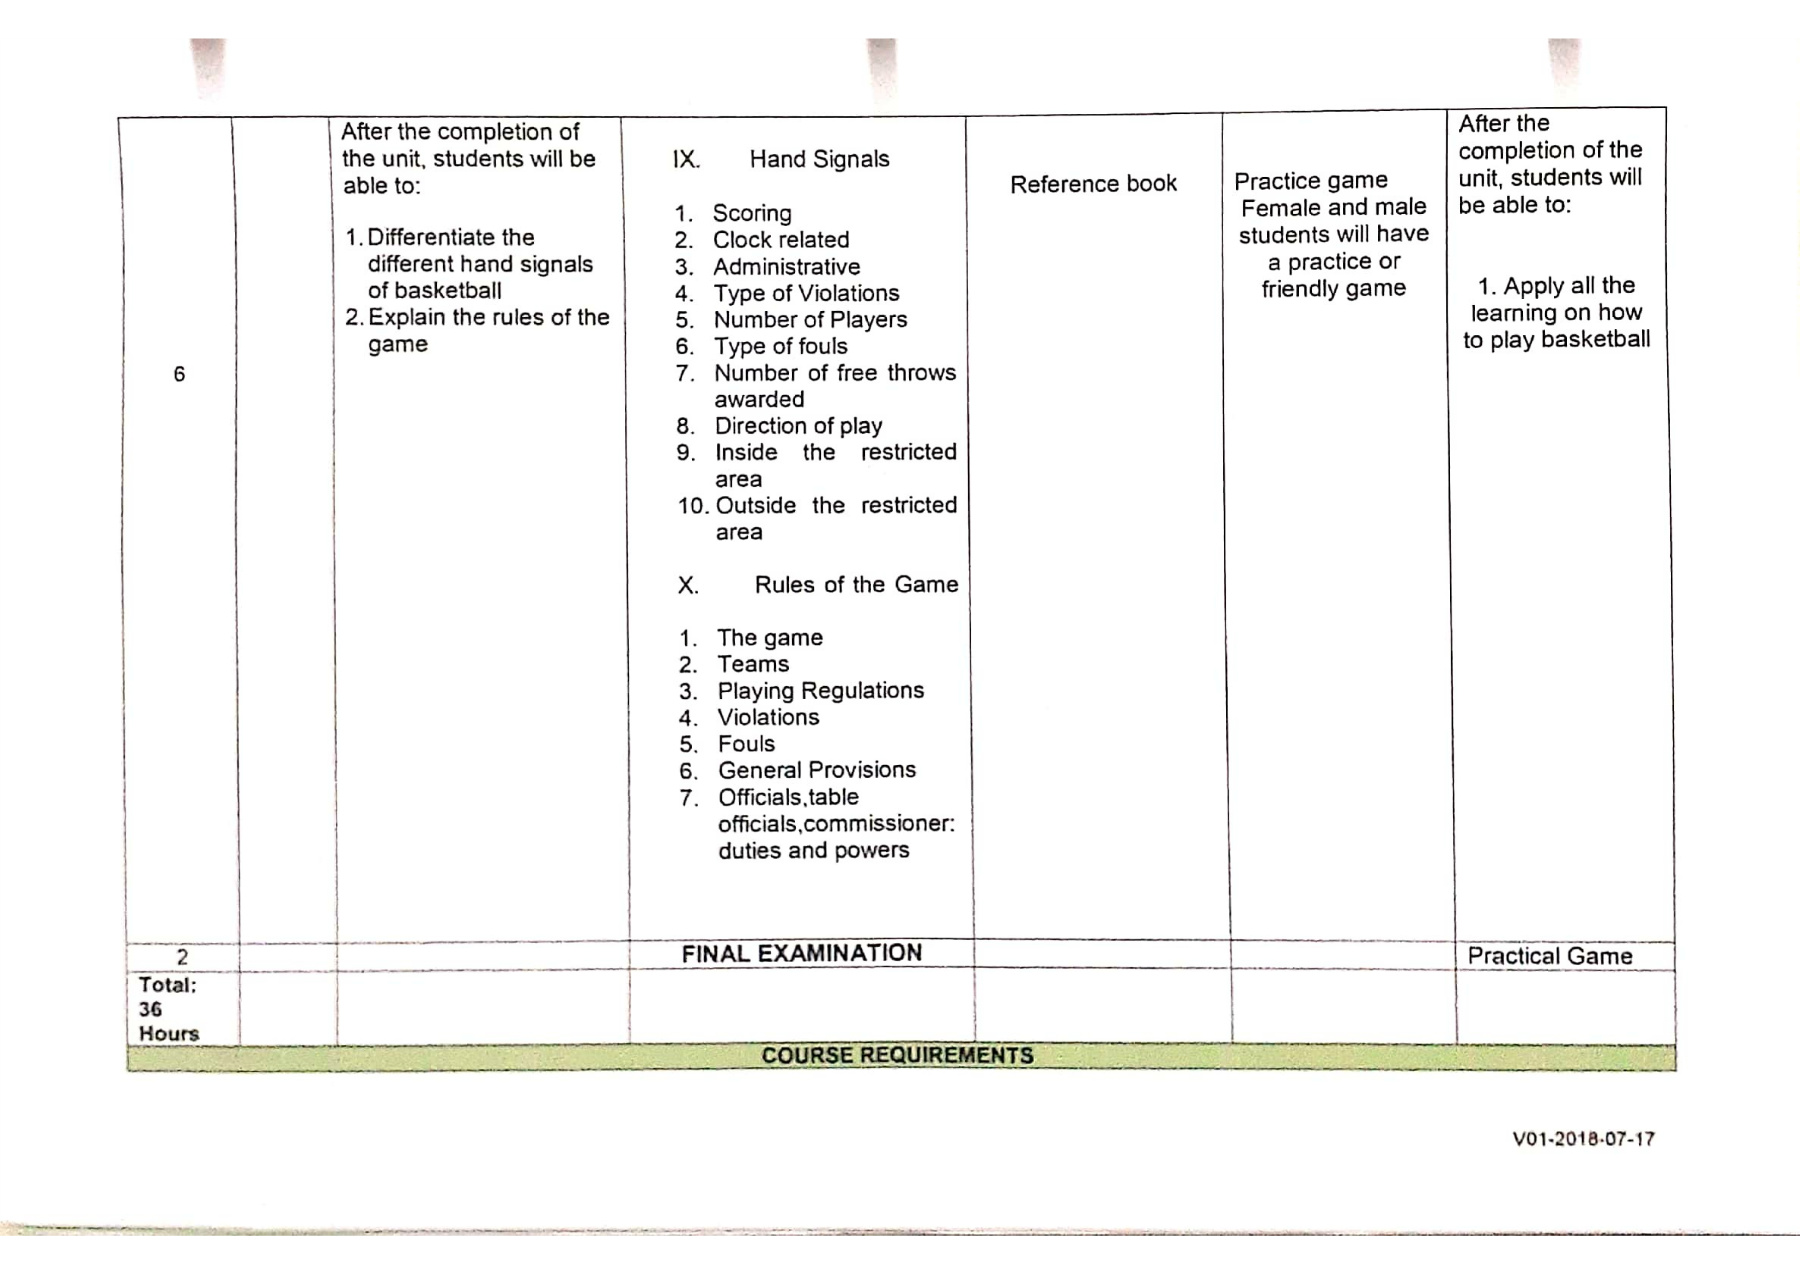 6
After the completion of
the unit, students will be
able to:
1. Differentiate the
different hand signals
of basketball
2. Explain the rules of the
game
IX. Hand Signals
1. Scoring
2. Clock related
3. Administrative
4. Type of Violations
5. Number of Players
6. Type of fouls
7. Number of free throws
awarded
8. Direction of play
9. Inside the restricted
area
10. Outside the restricted
area
X. Rules of the Game
1. The game
2. Teams
3. Playing Regulations
4. Violations
5. Fouls
6. General Provisions
7. Officials,table
officials,commissioner:
duties and powers
Reference book
Practice game
Female and male
students will have
a practice or
friendly game
After the
completion of the
unit, students will
be able to:
1. Apply all the
learning on how
to play basketball
2
FINAL EXAMINATION
Practical Game
Total:
36
Hours
COURSE REQUIREMENTS
V01-2018-07-17